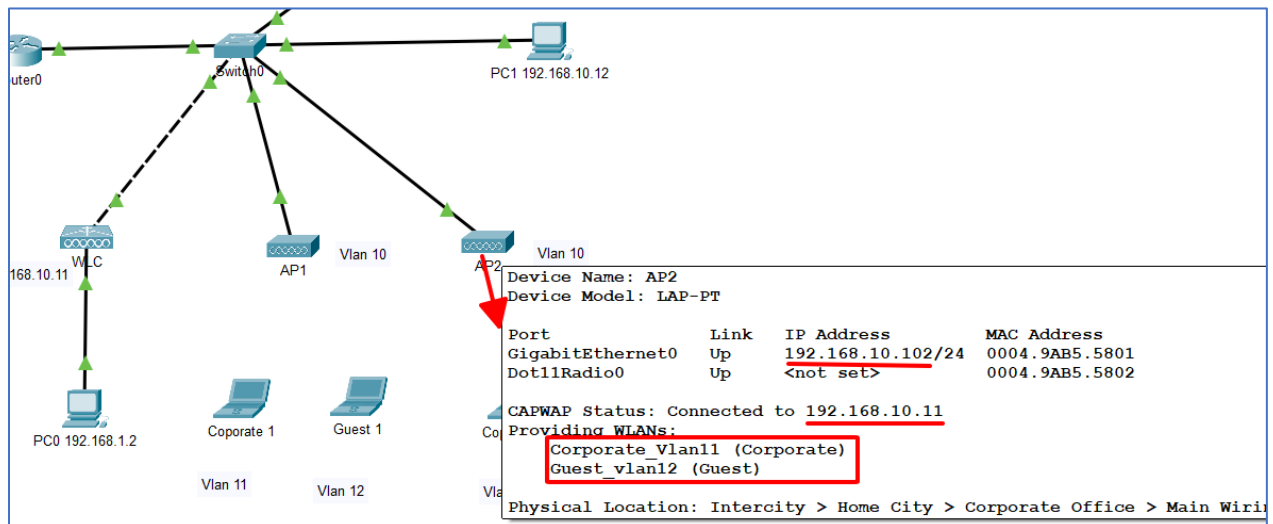 uter0
Switch0
PC1 192.168.10.12
WLC
168.10.11
AP1
Vlan 10
AP2
Vlan 10
Device Name: AP2
Device Model: LAP-PT
Port Link IP Address MAC Address
GigabitEthernet0 Up 192.168.10.102/24 0004.9AB5.5801
Dot11Radio0 Up <not set> 0004.9AB5.5802
CAPWAP Status: Connected to 192.168.10.11
Providing WLANs:
Corporate_Vlan11 (Corporate)
Guest_vlan12 (Guest)
Physical Location: Intercity > Home City > Corporate Office > Main Wirin
PC0 192.168.1.2
Coporate 1
Guest 1
Co
Vlan 11
Vlan 12
Vla